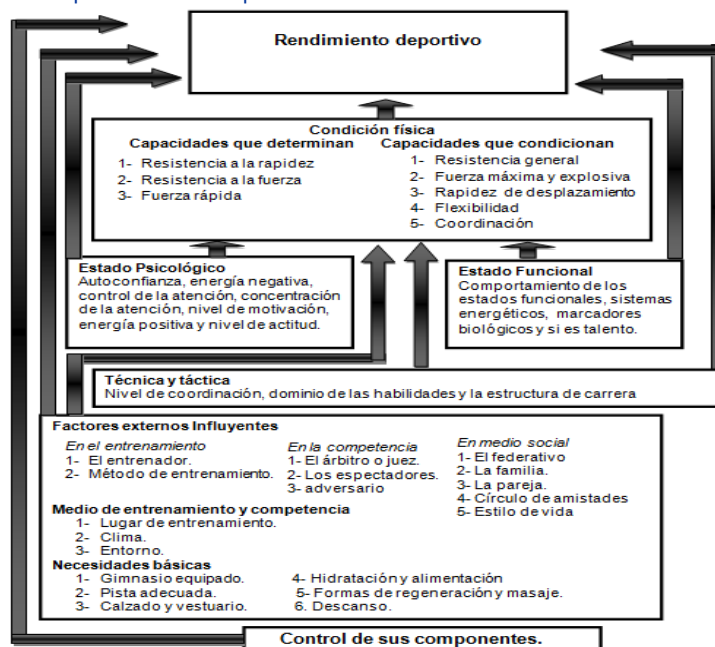 Rendimiento deportivo
Condición física
Capacidades que determinan
1- Resistencia a la rapidez
2- Resistencia a la fuerza
3- Fuerza rápida
Capacidades que condicionan
1- Resistencia general
2- Fuerza máxima y explosiva
3- Rapidez de desplazamiento
4- Flexibilidad
5- Coordinación
Estado Psicológico
Autoconfianza, energía negativa,
control de la atención, concentración
de la atención, nivel de motivación,
energía positiva y nivel de actitud.
Estado Funcional
Comportamiento de los
estados funcionales, sistemas
energéticos, marcadores
biológicos y si es talento.
Técnica y táctica
Nivel de coordinación, dominio de las habilidades y la estructura de carrera
Factores externos Influyentes
En el entrenamiento
1- El entrenador.
2- Método de entrenamiento.
En la competencia
1- El árbitro o juez.
2- Los espectadores.
3- adversario
En medio social
1- El federativo
2- La familia.
3- La pareja.
4- Círculo de amistades
5- Estilo de vida
Medio de entrenamiento y competencia
1- Lugar de entrenamiento.
2- Clima.
3- Entorno.
Necesidades básicas
1- Gimnasio equipado.
2- Pista adecuada.
3- Calzado y vestuario.
4- Hidratación y alimentación
5- Formas de regeneración y masaje.
6. Descanso.
Control de sus componentes.